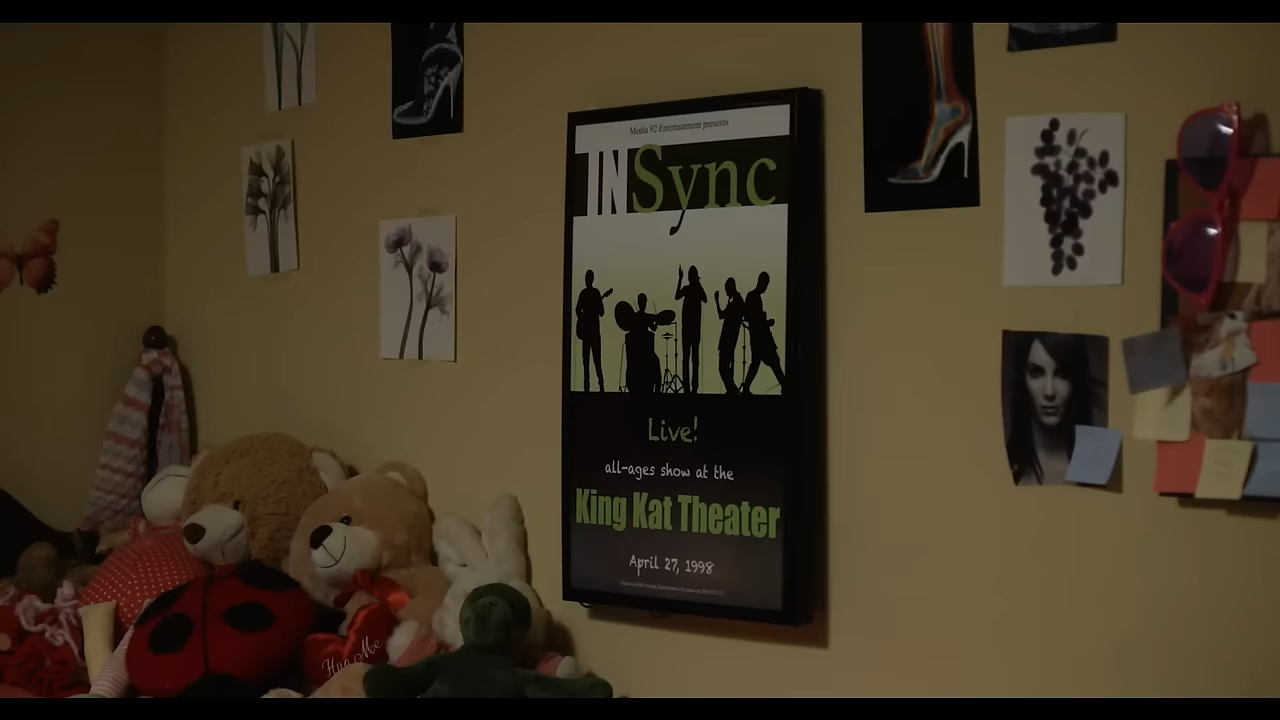 Media 92 Entertainment presents
INSync
Live!
all-ages show at the
King Kat Theater
April 27, 1998
Hug Me